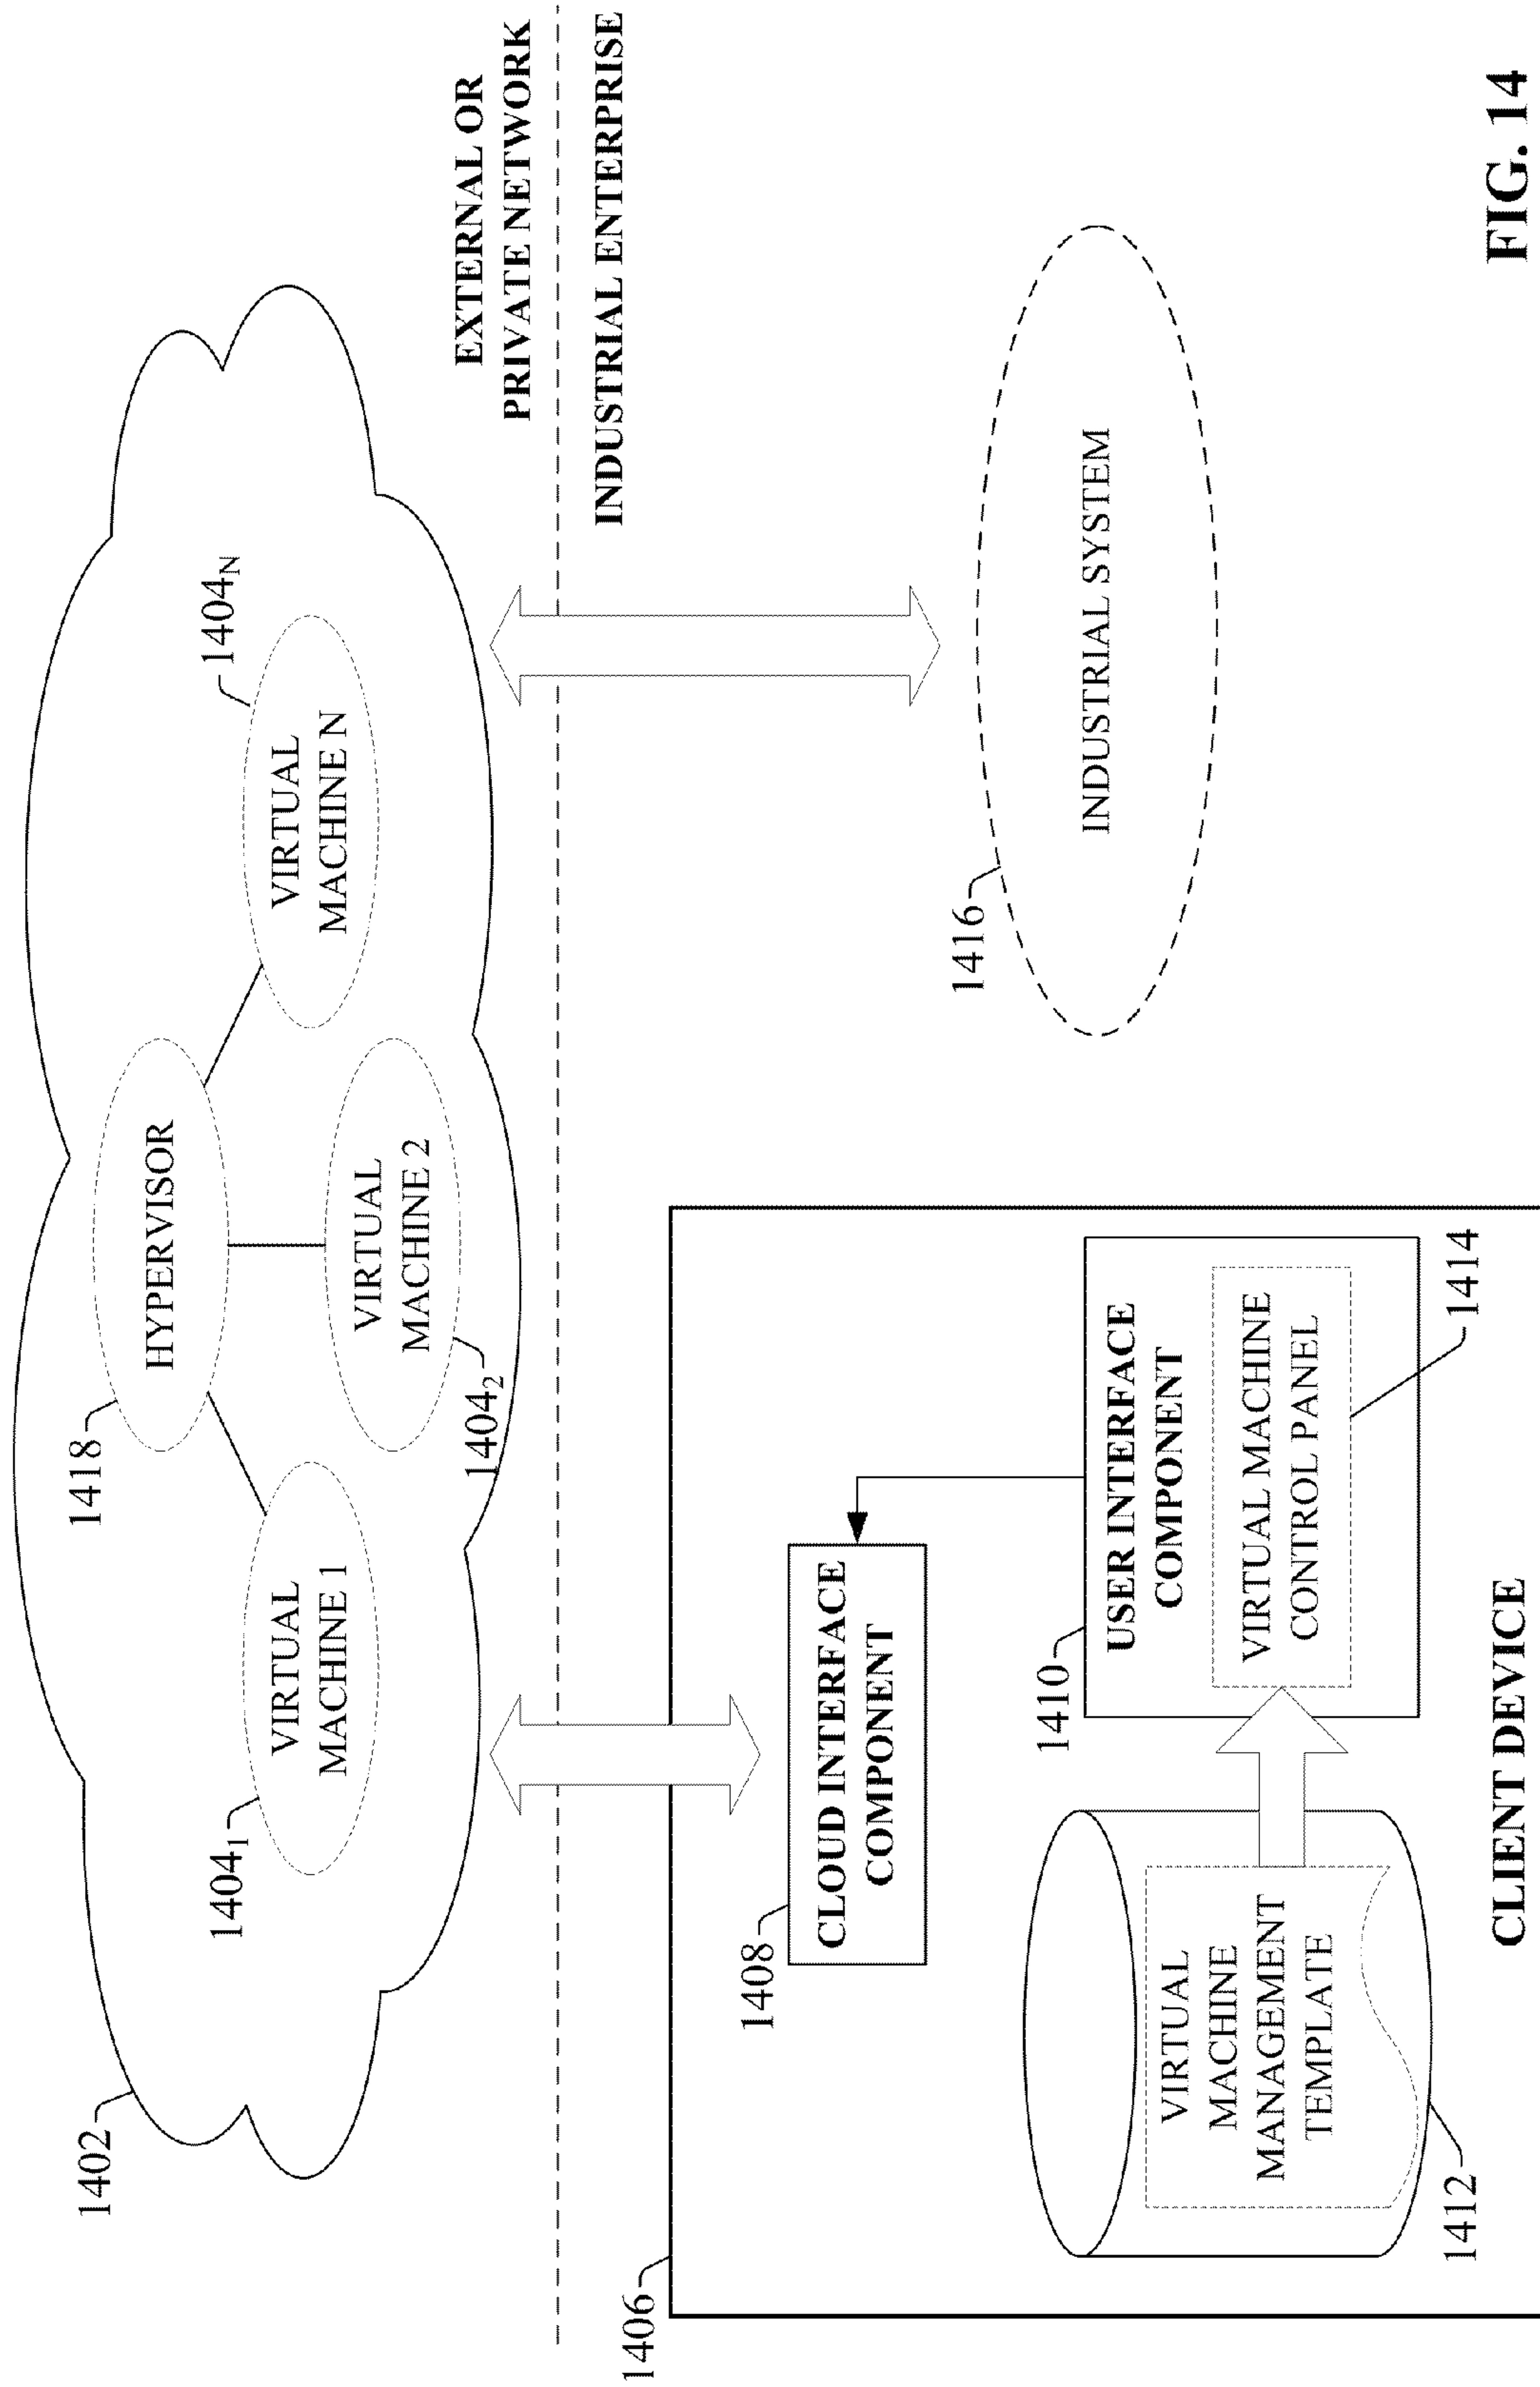 1402
1418
HYPERVISOR
1404₁
VIRTUAL
MACHINE 1
VIRTUAL
MACHINE 2
1404₂
1404N
VIRTUAL
MACHINE N
EXTERNAL OR
PRIVATE NETWORK
INDUSTRIAL ENTERPRISE
1406
1408
CLOUD INTERFACE
COMPONENT
1410
USER INTERFACE
COMPONENT
VIRTUAL MACHINE
CONTROL PANEL
1414
VIRTUAL
MACHINE
MANAGEMENT
TEMPLATE
1412
CLIENT DEVICE
1416
INDUSTRIAL SYSTEM
FIG. 14